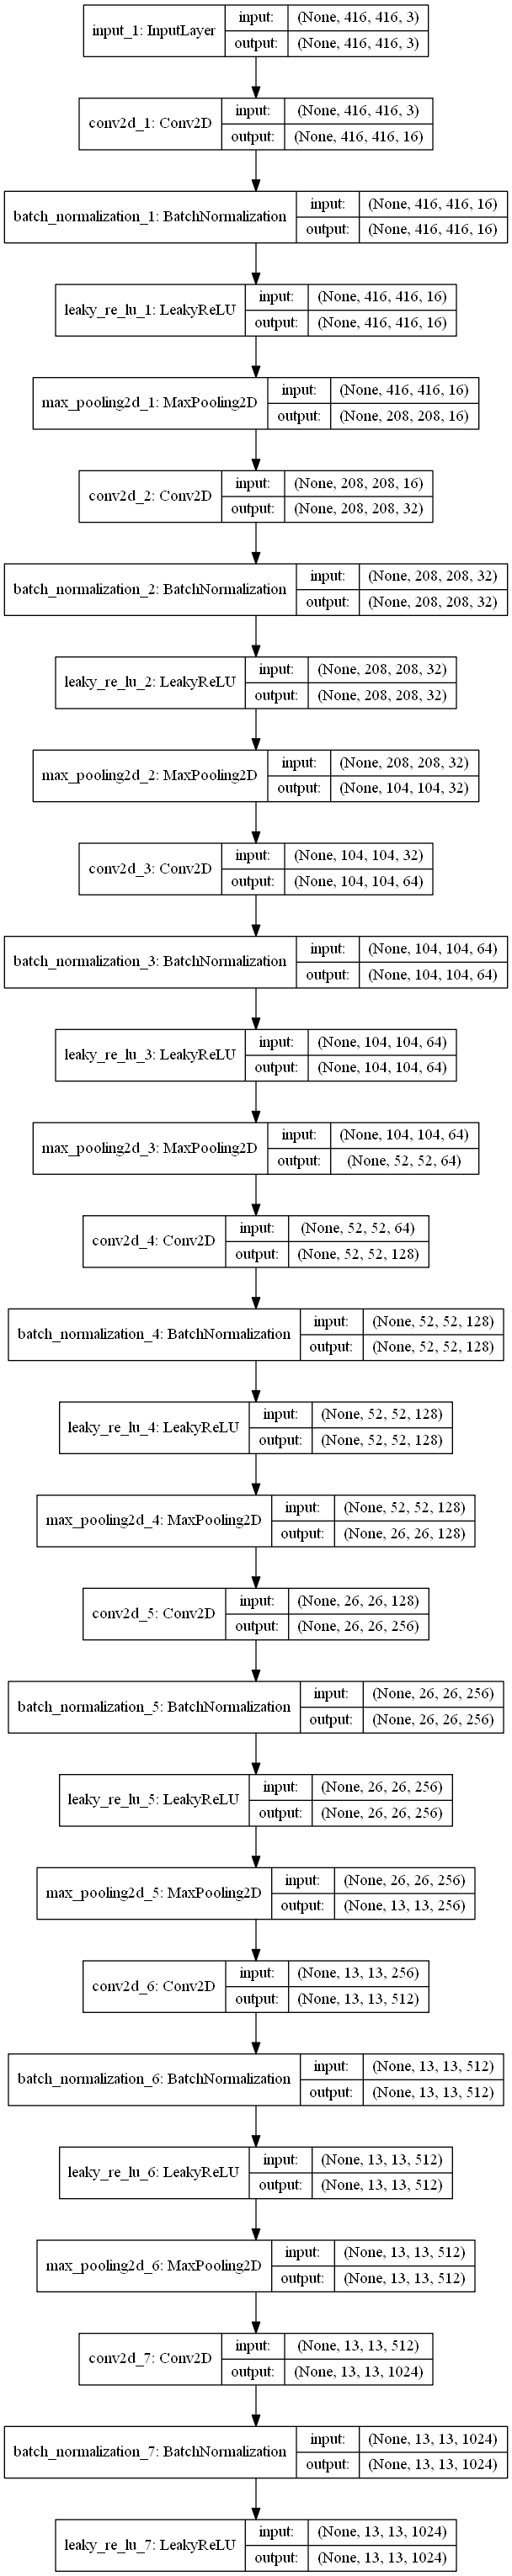 input_1: InputLayer
input: (None, 416, 416, 3)
output: (None, 416, 416, 3)
conv2d_1: Conv2D
input: (None, 416, 416, 3)
output: (None, 416, 416, 16)
batch_normalization_1: BatchNormalization
input: (None, 416, 416, 16)
output: (None, 416, 416, 16)
leaky_re_lu_1: LeakyReLU
input: (None, 416, 416, 16)
output: (None, 416, 416, 16)
max_pooling2d_1: MaxPooling2D
input: (None, 416, 416, 16)
output: (None, 208, 208, 16)
conv2d_2: Conv2D
input: (None, 208, 208, 16)
output: (None, 208, 208, 32)
batch_normalization_2: BatchNormalization
input: (None, 208, 208, 32)
output: (None, 208, 208, 32)
leaky_re_lu_2: LeakyReLU
input: (None, 208, 208, 32)
output: (None, 208, 208, 32)
max_pooling2d_2: MaxPooling2D
input: (None, 208, 208, 32)
output: (None, 104, 104, 32)
conv2d_3: Conv2D
input: (None, 104, 104, 32)
output: (None, 104, 104, 64)
batch_normalization_3: BatchNormalization
input: (None, 104, 104, 64)
output: (None, 104, 104, 64)
leaky_re_lu_3: LeakyReLU
input: (None, 104, 104, 64)
output: (None, 104, 104, 64)
max_pooling2d_3: MaxPooling2D
input: (None, 104, 104, 64)
output: (None, 52, 52, 64)
conv2d_4: Conv2D
input: (None, 52, 52, 64)
output: (None, 52, 52, 128)
batch_normalization_4: BatchNormalization
input: (None, 52, 52, 128)
output: (None, 52, 52, 128)
leaky_re_lu_4: LeakyReLU
input: (None, 52, 52, 128)
output: (None, 52, 52, 128)
max_pooling2d_4: MaxPooling2D
input: (None, 52, 52, 128)
output: (None, 26, 26, 128)
conv2d_5: Conv2D
input: (None, 26, 26, 128)
output: (None, 26, 26, 256)
batch_normalization_5: BatchNormalization
input: (None, 26, 26, 256)
output: (None, 26, 26, 256)
leaky_re_lu_5: LeakyReLU
input: (None, 26, 26, 256)
output: (None, 26, 26, 256)
max_pooling2d_5: MaxPooling2D
input: (None, 26, 26, 256)
output: (None, 13, 13, 256)
conv2d_6: Conv2D
input: (None, 13, 13, 256)
output: (None, 13, 13, 512)
batch_normalization_6: BatchNormalization
input: (None, 13, 13, 512)
output: (None, 13, 13, 512)
leaky_re_lu_6: LeakyReLU
input: (None, 13, 13, 512)
output: (None, 13, 13, 512)
max_pooling2d_6: MaxPooling2D
input: (None, 13, 13, 512)
output: (None, 13, 13, 512)
conv2d_7: Conv2D
input: (None, 13, 13, 512)
output: (None, 13, 13, 1024)
batch_normalization_7: BatchNormalization
input: (None, 13, 13, 1024)
output: (None, 13, 13, 1024)
leaky_re_lu_7: LeakyReLU
input: (None, 13, 13, 1024)
output: (None, 13, 13, 1024)